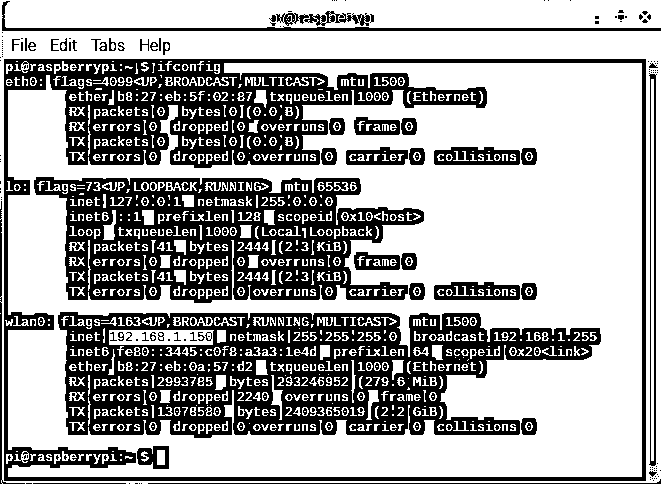 pi@raspberryp
File Edit Tabs Help
pi@raspberrypi:~ $ ifconfig
eth0: flags=4099<UP,BROADCAST,MULTICAST> mtu 1500
ether b8:27:eb:5f:02:87 txqueuelen 1000 (Ethernet)
RX packets 0 bytes 0 (0.0 B)
RX errors 0 dropped 0 overruns 0 frame 0
TX packets 0 bytes 0 (0.0 B)
TX errors 0 dropped 0 overruns 0 carrier 0 collisions 0
lo: flags=73<UP,LOOPBACK,RUNNING> mtu 65536
inet 127.0.0.1 netmask 255.0.0.0
inet6 ::1 prefixlen 128 scopeid 0x10<host>
loop txqueuelen 1000 (Local Loopback)
RX packets 41 bytes 2444 (2.3 KiB)
RX errors 0 dropped 0 overruns 0 frame 0
TX packets 41 bytes 2444 (2.3 KiB)
TX errors 0 dropped 0 overruns 0 carrier 0 collisions 0
wlan0: flags=4163<UP,BROADCAST,RUNNING,MULTICAST> mtu 1500
inet 192.168.1.150 netmask 255.255.255.0 broadcast 192.168.1.255
inet6 fe80::3445:c0f8:a3a3:1e4d prefixlen 64 scopeid 0x20<link>
ether b8:27:eb:0a:57:d2 txqueuelen 1000 (Ethernet)
RX packets 2993785 bytes 293246952 (279.6 MiB)
RX errors 0 dropped 2240 overruns 0 frame 0
TX packets 13078580 bytes 2409365019 (2.2 GiB)
TX errors 0 dropped 0 overruns 0 carrier 0 collisions 0
pi@raspberrypi:~ $